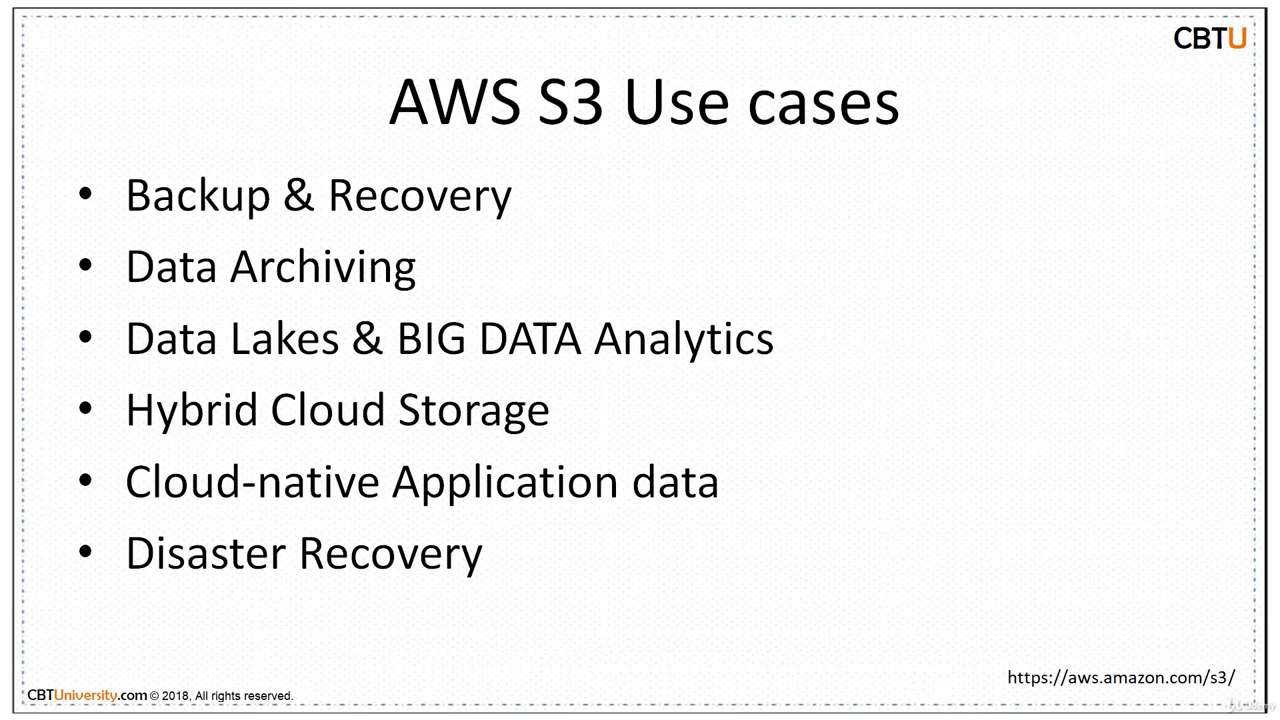 CBTU
AWS S3 Use cases
• Backup & Recovery
• Data Archiving
• Data Lakes & BIG DATA Analytics
• Hybrid Cloud Storage
• Cloud-native Application data
• Disaster Recovery
https://aws.amazon.com/s3/
CBTUniversity.com © 2018, All rights reserved.